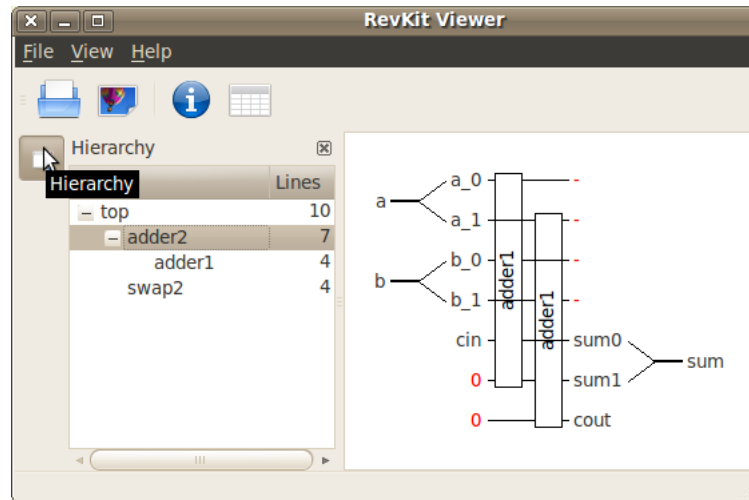 RevKit Viewer
File View Help
Hierarchy
Hierarchy
Lines
top 10
adder2 7
adder1 4
swap2 4
a
a_0 -
a_1 -
b
b_0 -
b_1 -
adder1
adder1
cin
sum0
sum
0
sum1
0
cout